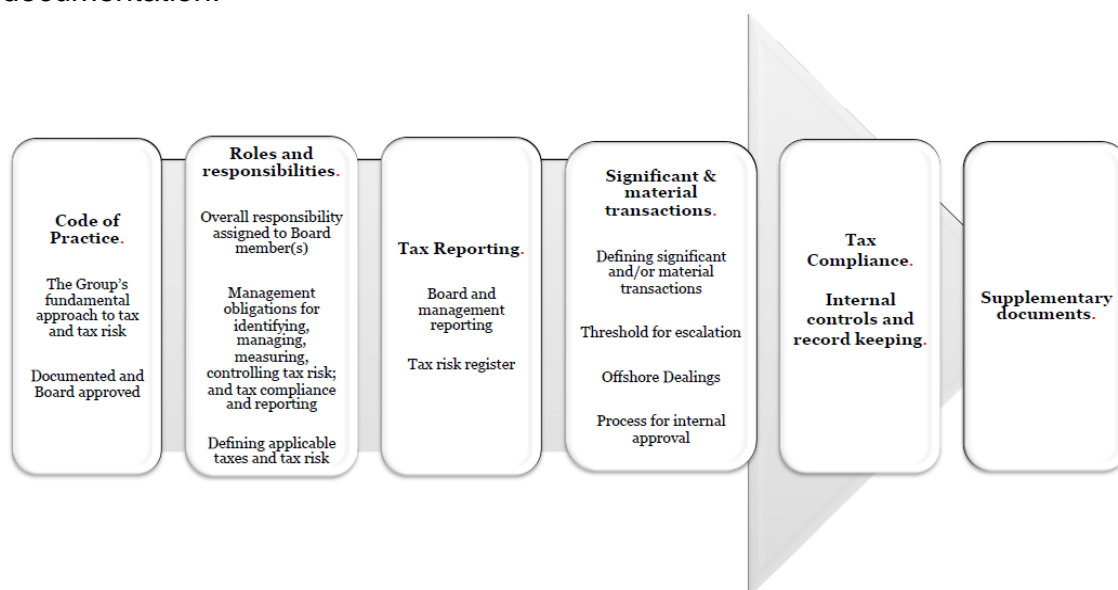 documentation.
Code of
Practice.
The Group's
fundamental
approach to tax
and tax risk
Documented and
Board approved
Roles and
responsibilities.
Overall responsibility
assigned to Board
member(s)
Management
obligations for
identifying,
managing,
measuring,
controlling tax risk;
and tax compliance
and reporting
Defining applicable
taxes and tax risk
Tax Reporting.
Board and
management
reporting
Tax risk register
Significant &
material
transactions.
Defining significant
and/or material
transactions
Threshold for escalation
Offshore Dealings
Process for internal
approval
Tax
Compliance.
Internal
controls and
record keeping.
Supplementary
documents.